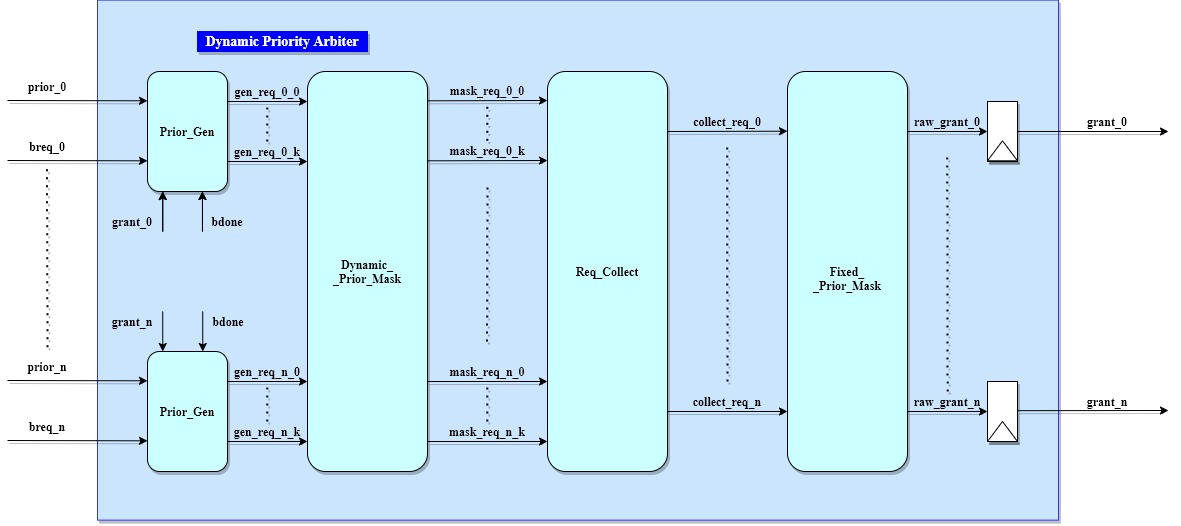 Dynamic Priority Arbiter
prior_0
gen_req_0_0
mask_req_0_0
Prior_Gen
collect_req_0
raw_grant_0
grant_0
breq_0
gen_req_0_k
mask_req_0_k
grant_0
bdone
Dynamic_
_Prior_Mask
Req_Collect
Fixed_
_Prior_Mask
grant_n
bdone
prior_n
gen_req_n_0
mask_req_n_0
Prior_Gen
collect_req_n
raw_grant_n
grant_n
breq_n
gen_req_n_k
mask_req_n_k